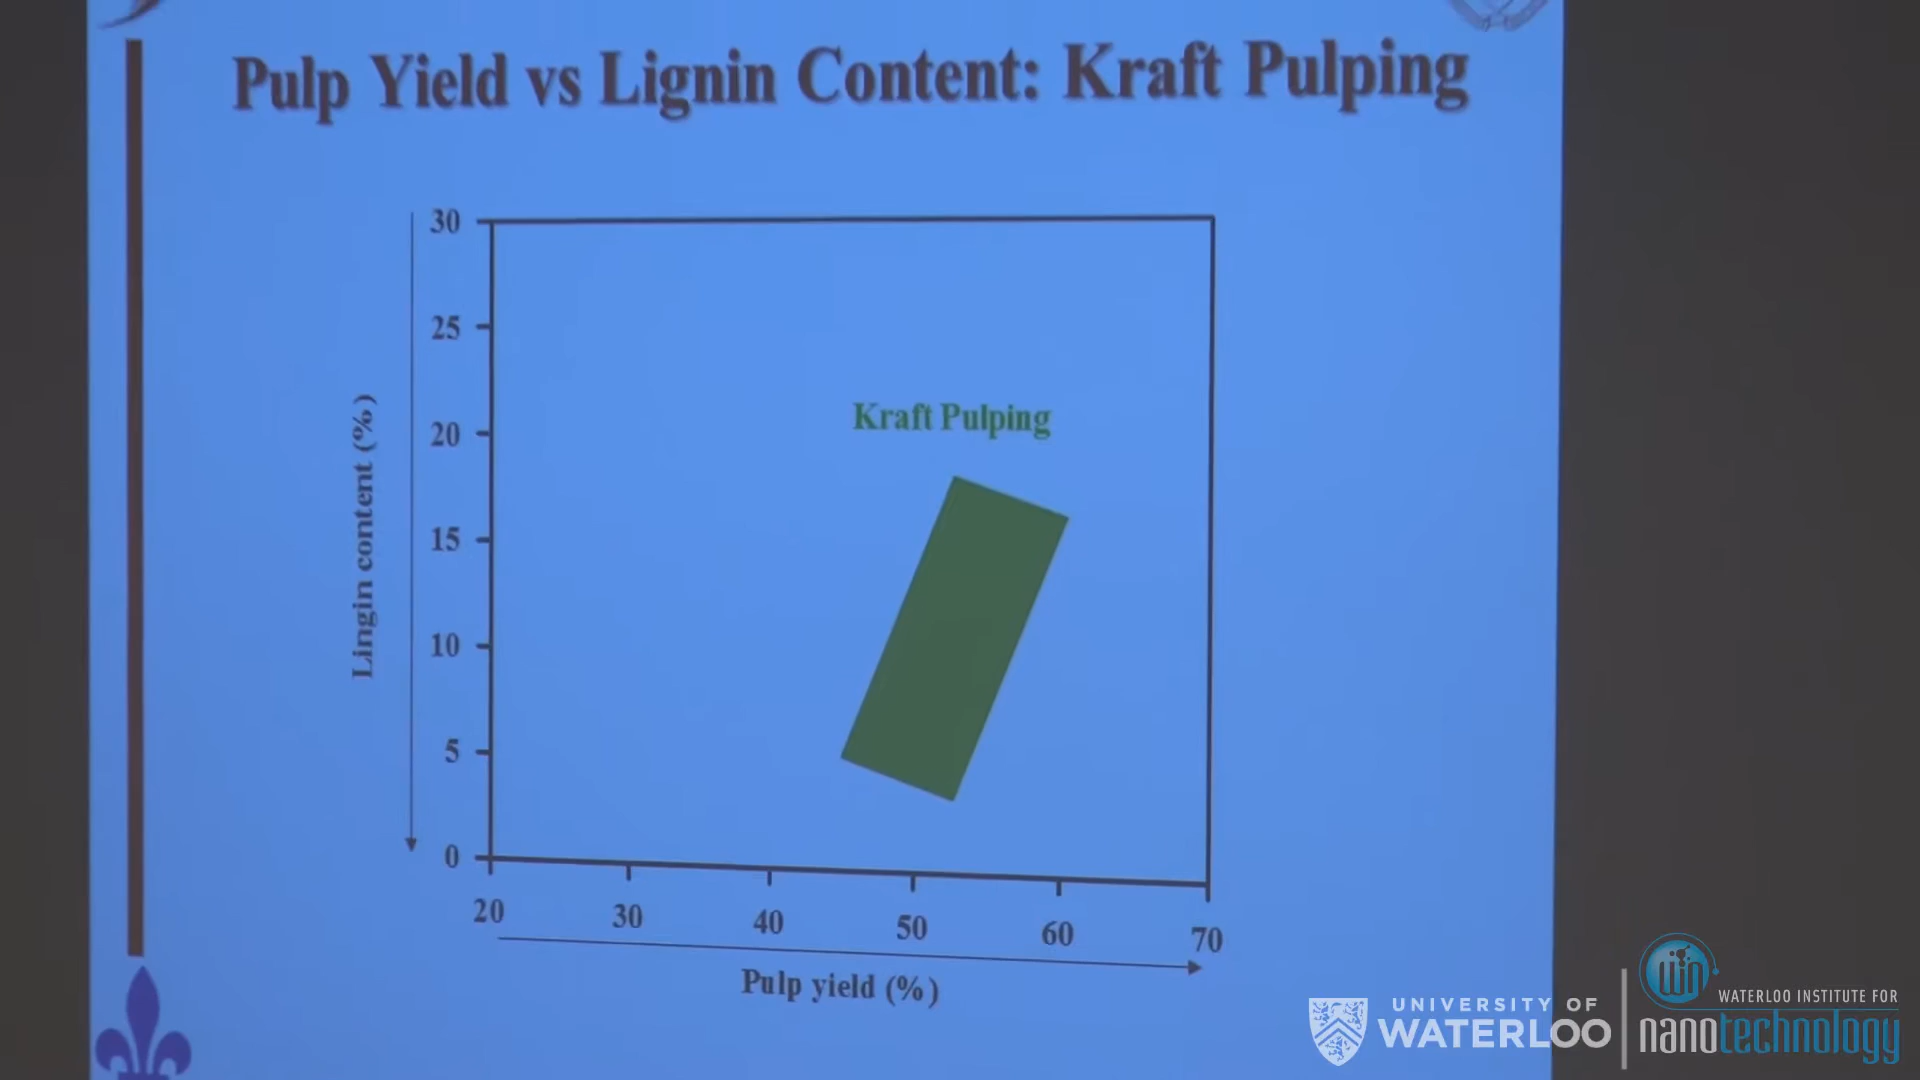 Pulp Yield vs Lignin Content: Kraft Pulping
30
25
20
15
10
5
0
Lingin content (%)
Kraft Pulping
20 30 40 50 60 70
Pulp yield (%)
UNIVERSITY OF
WATERLOO
win
WATERLOO INSTITUTE FOR
nanotechnology